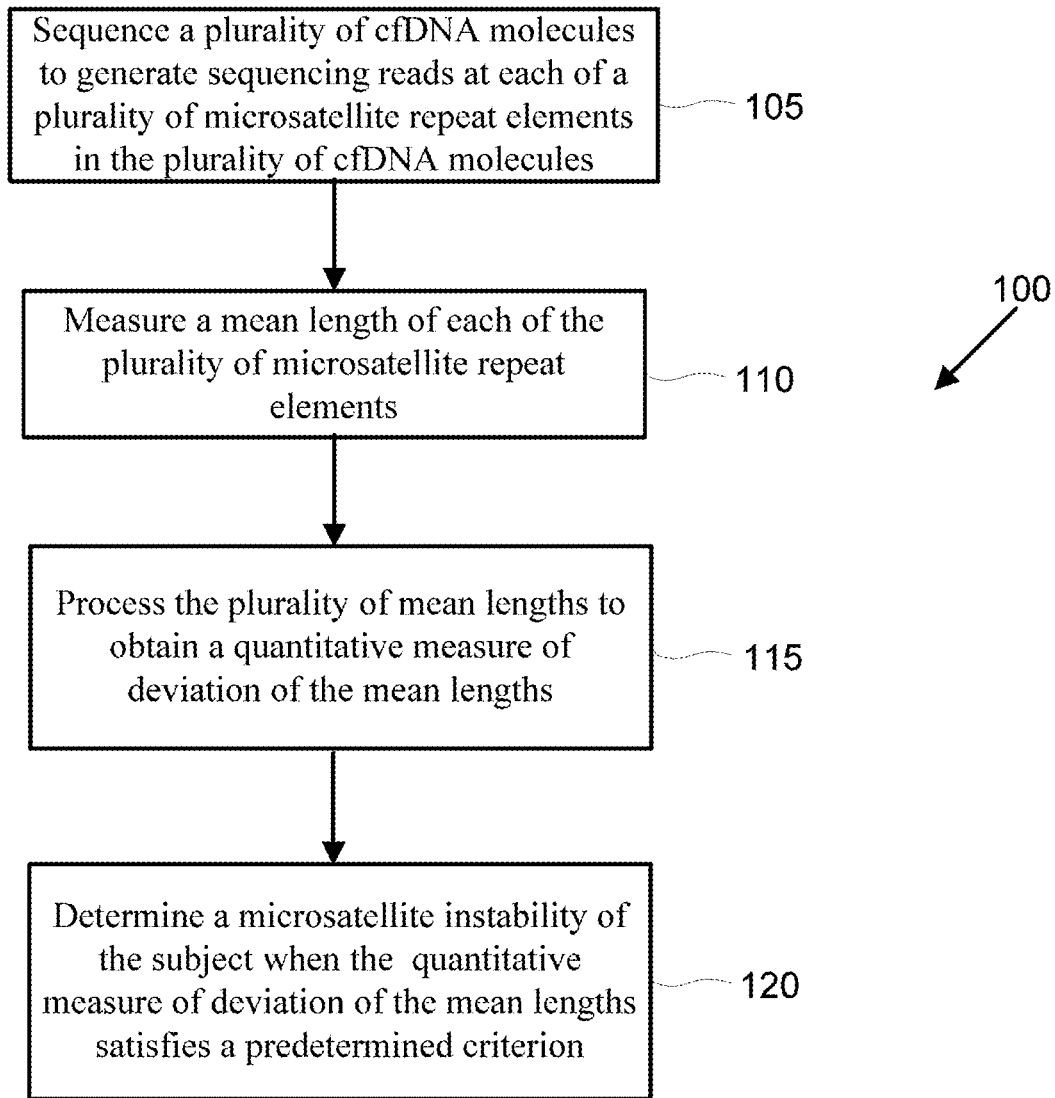 Sequence a plurality of cfDNA molecules
to generate sequencing reads at each of a
plurality of microsatellite repeat elements
in the plurality of cfDNA molecules
105
100
Measure a mean length of each of the
plurality of microsatellite repeat
elements
110
Process the plurality of mean lengths to
obtain a quantitative measure of
deviation of the mean lengths
115
Determine a microsatellite instability of
the subject when the quantitative
measure of deviation of the mean lengths
satisfies a predetermined criterion
120